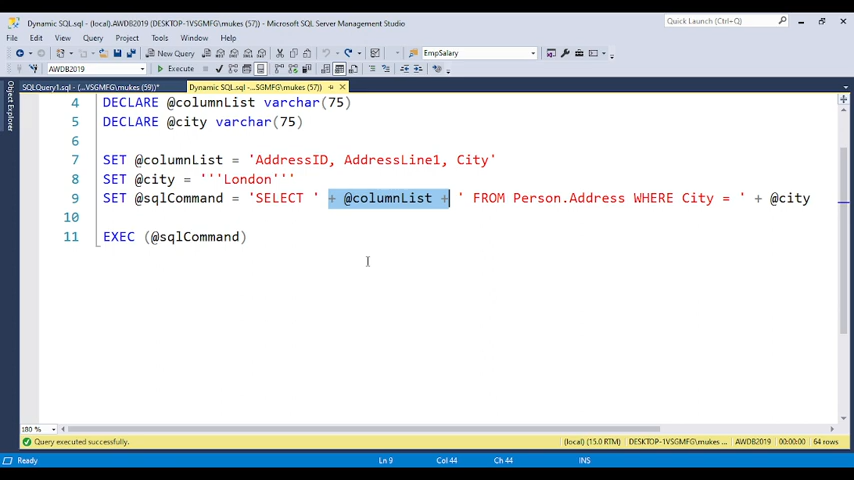 Dynamic SQL.sql - (local).AWDB2019 (DESKTOP-1VSGMFG\mukes (57)) - Microsoft SQL Server Management Studio
Quick Launch (Ctrl+Q)
File Edit View Query Project Tools Window Help
New Query EmpSalary
AWDB2019 Execute
SQLQuery1.sql - (...VSGMFG\mukes (59))* Dynamic SQL.sql -...SGMFG\mukes (57))
Object Explorer
4 DECLARE @columnList varchar(75)
5 DECLARE @city varchar(75)
6
7 SET @columnList = 'AddressID, AddressLine1, City'
8 SET @city = '''London'''
9 SET @sqlCommand = 'SELECT ' + @columnList + ' FROM Person.Address WHERE City = ' + @city
10
11 EXEC (@sqlCommand)
180 %
Query executed successfully. (local) (15.0 RTM) DESKTOP-1VSGMFG\mukes ... AWDB2019 00:00:00 64 rows
Ready Ln 9 Col 44 Ch 44 INS